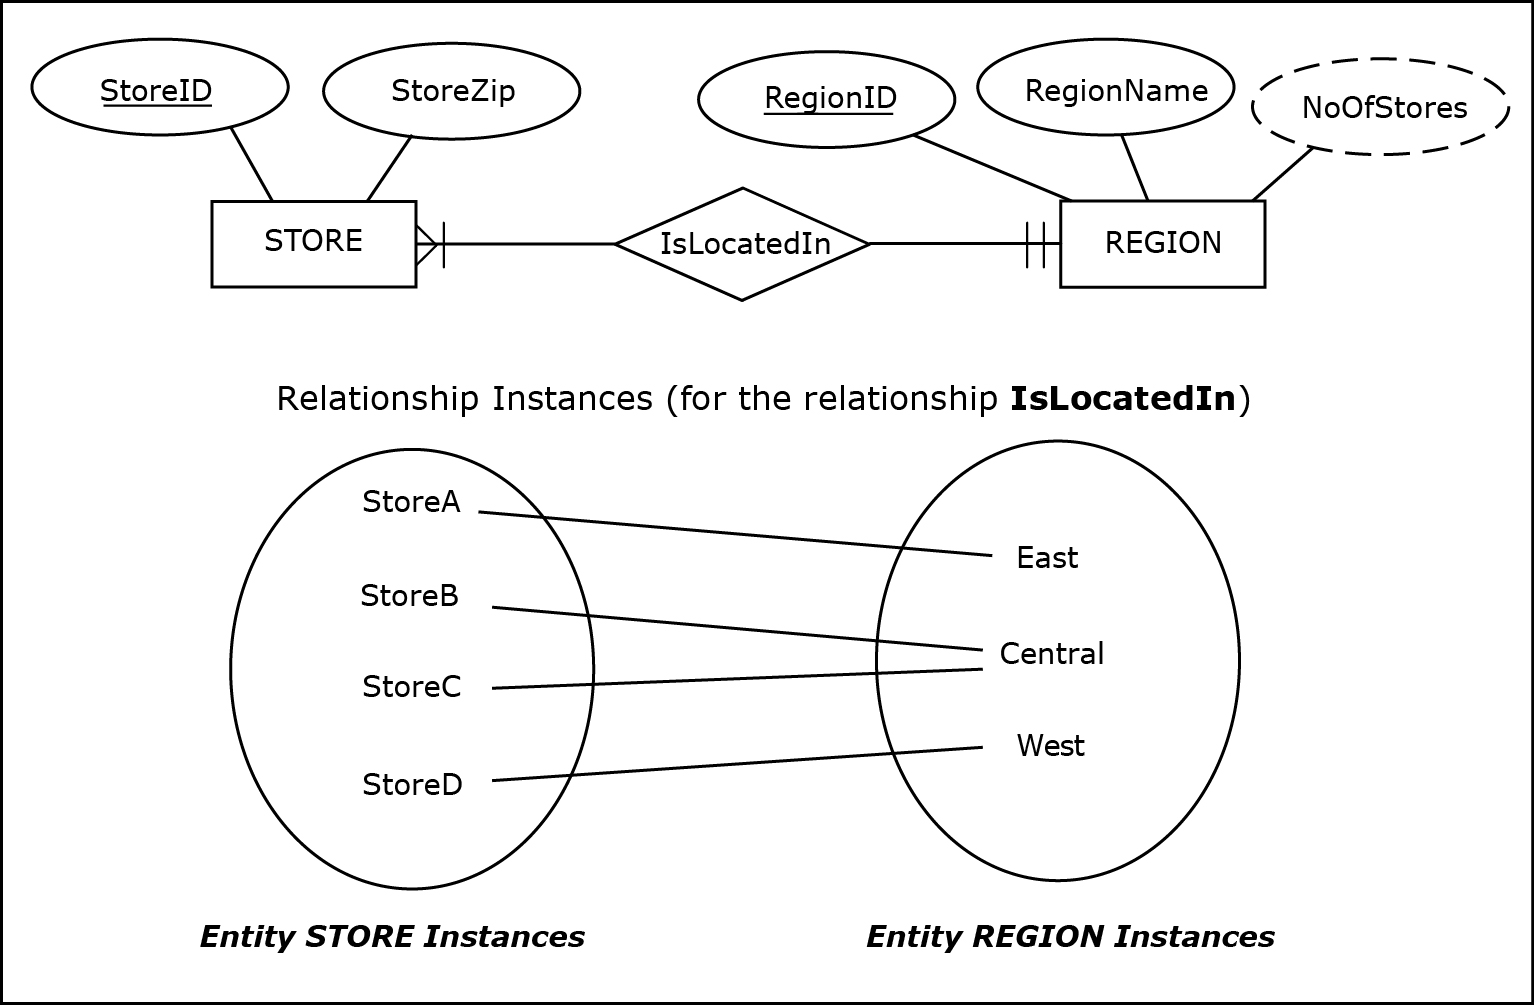 StoreID
StoreZip
RegionID
RegionName
NoOfStores
STORE
IsLocatedIn
REGION
Relationship Instances (for the relationship IsLocatedIn)
StoreA
StoreB
StoreC
StoreD
East
Central
West
Entity STORE Instances
Entity REGION Instances